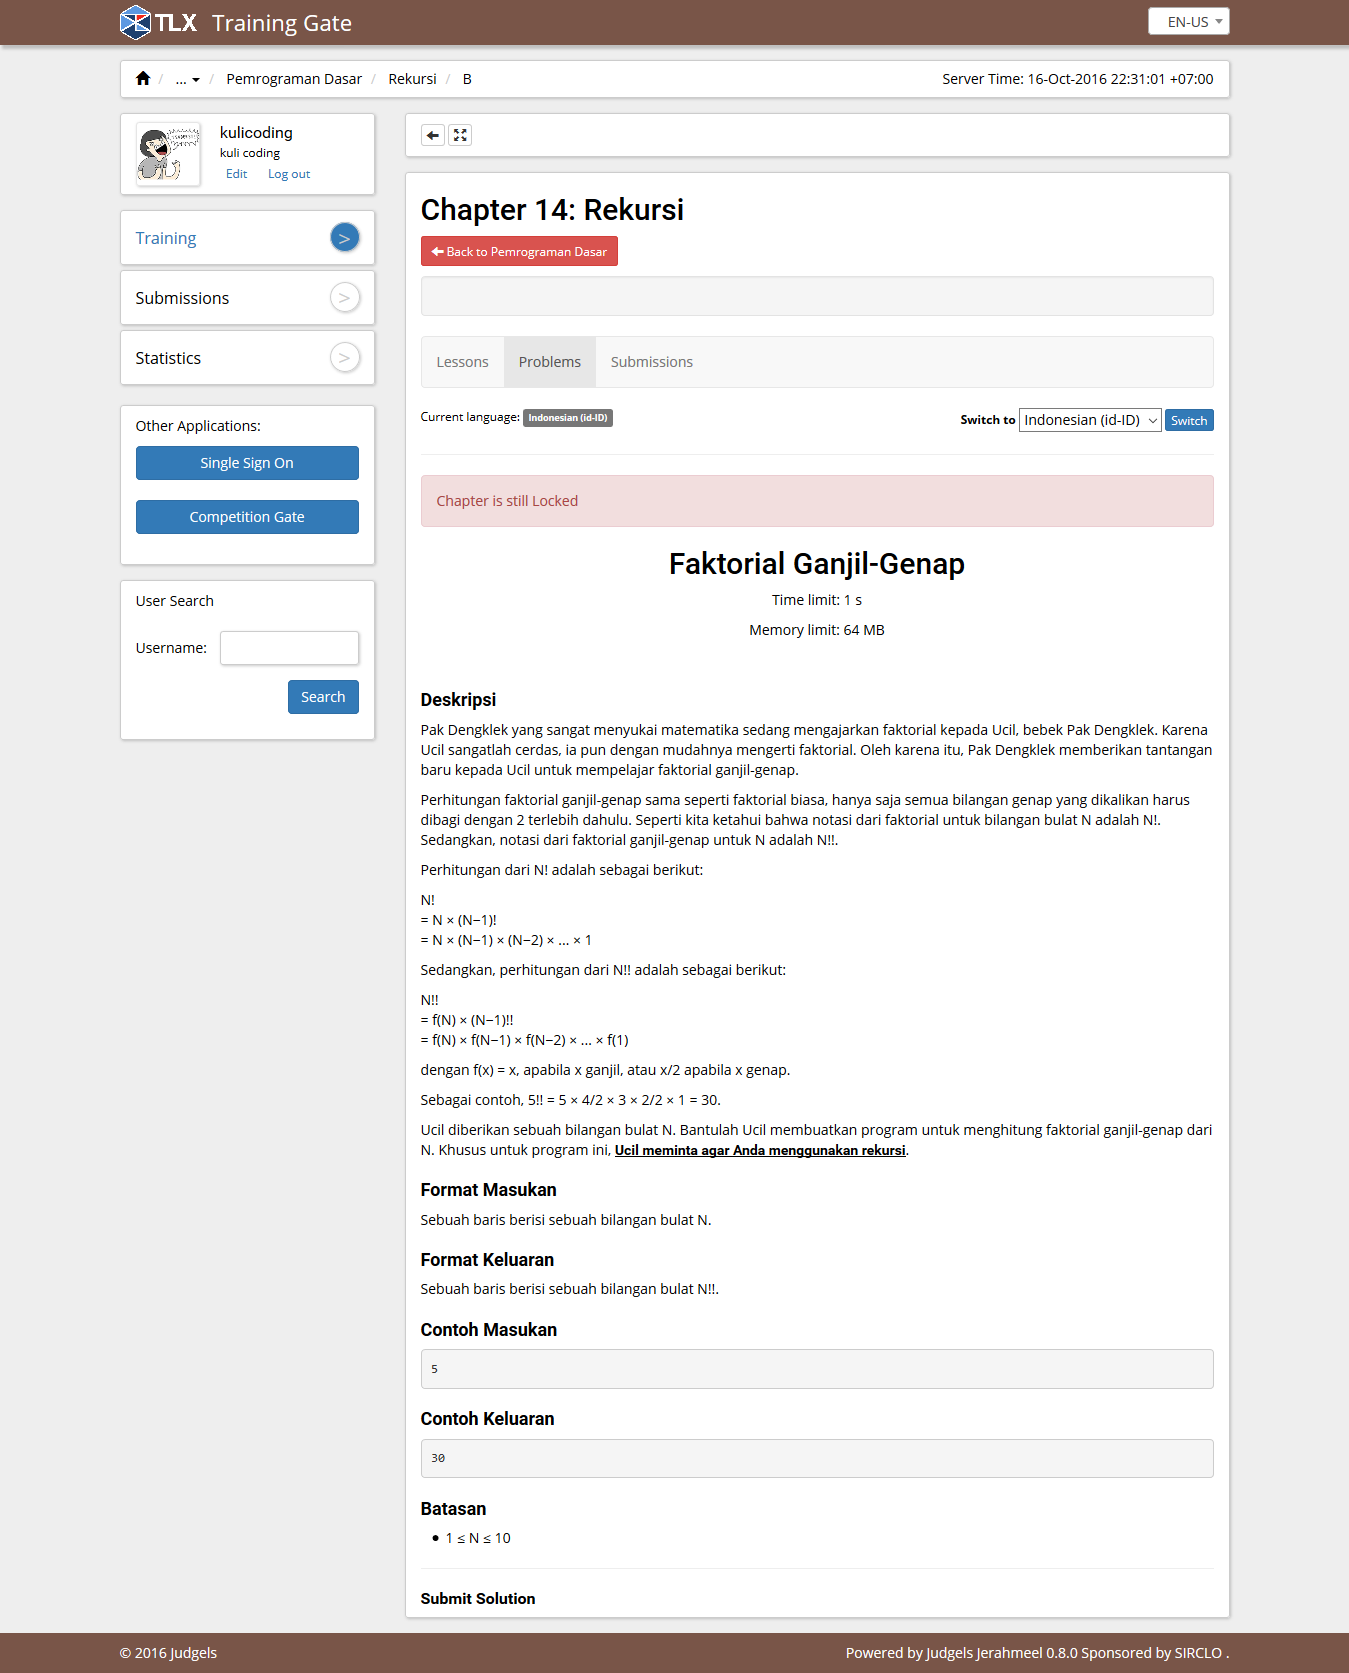 TLX Training Gate
EN-US
... Pemrograman Dasar / Rekursi / B
Server Time: 16-Oct-2016 22:31:01 +07:00
kulicoding
kuli coding
Edit Log out
Training >
Submissions >
Statistics >
Other Applications:
Single Sign On
Competition Gate
User Search
Username:
Search
Chapter 14: Rekursi
Back to Pemrograman Dasar
Lessons Problems Submissions
Current language: Indonesian (id-ID)
Switch to Indonesian (id-ID) Switch
Chapter is still Locked
Faktorial Ganjil-Genap
Time limit: 1 s
Memory limit: 64 MB
Deskripsi
Pak Dengklek yang sangat menyukai matematika sedang mengajarkan faktorial kepada Ucil, bebek Pak Dengklek. Karena
Ucil sangatlah cerdas, ia pun dengan mudahnya mengerti faktorial. Oleh karena itu, Pak Dengklek memberikan tantangan
baru kepada Ucil untuk mempelajar faktorial ganjil-genap.
Perhitungan faktorial ganjil-genap sama seperti faktorial biasa, hanya saja semua bilangan genap yang dikalikan harus
dibagi dengan 2 terlebih dahulu. Seperti kita ketahui bahwa notasi dari faktorial untuk bilangan bulat N adalah N!.
Sedangkan, notasi dari faktorial ganjil-genap untuk N adalah N!!.
Perhitungan dari N! adalah sebagai berikut:
N!
= N × (N−1)!
= N × (N−1) × (N−2) × ... × 1
Sedangkan, perhitungan dari N!! adalah sebagai berikut:
N!!
= f(N) × (N−1)!!
= f(N) × f(N−1) × f(N−2) × ... × f(1)
dengan f(x) = x, apabila x ganjil, atau x/2 apabila x genap.
Sebagai contoh, 5!! = 5 × 4/2 × 3 × 2/2 × 1 = 30.
Ucil diberikan sebuah bilangan bulat N. Bantulah Ucil membuatkan program untuk menghitung faktorial ganjil-genap dari
N. Khusus untuk program ini, Ucil meminta agar Anda menggunakan rekursi.
Format Masukan
Sebuah baris berisi sebuah bilangan bulat N.
Format Keluaran
Sebuah baris berisi sebuah bilangan bulat N!!.
Contoh Masukan
5
Contoh Keluaran
30
Batasan
• 1 ≤ N ≤ 10
Submit Solution
© 2016 Judgels
Powered by Judgels Jerahmeel 0.8.0 Sponsored by SIRCLO .